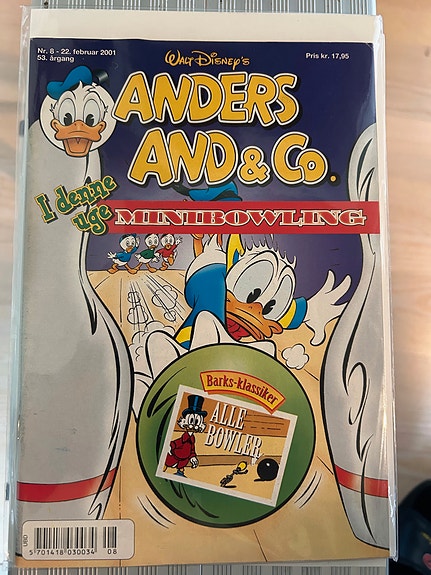 Nr. 8 - 22. februar 2001
53. årgang
WALT DISNEY'S
Pris kr. 17,95
ANDERS
AND & Co.
I denne
uge
MINIBOWLING
Barks-klassiker
ALLE
BOWLER
UBD
5 701418 030034
08